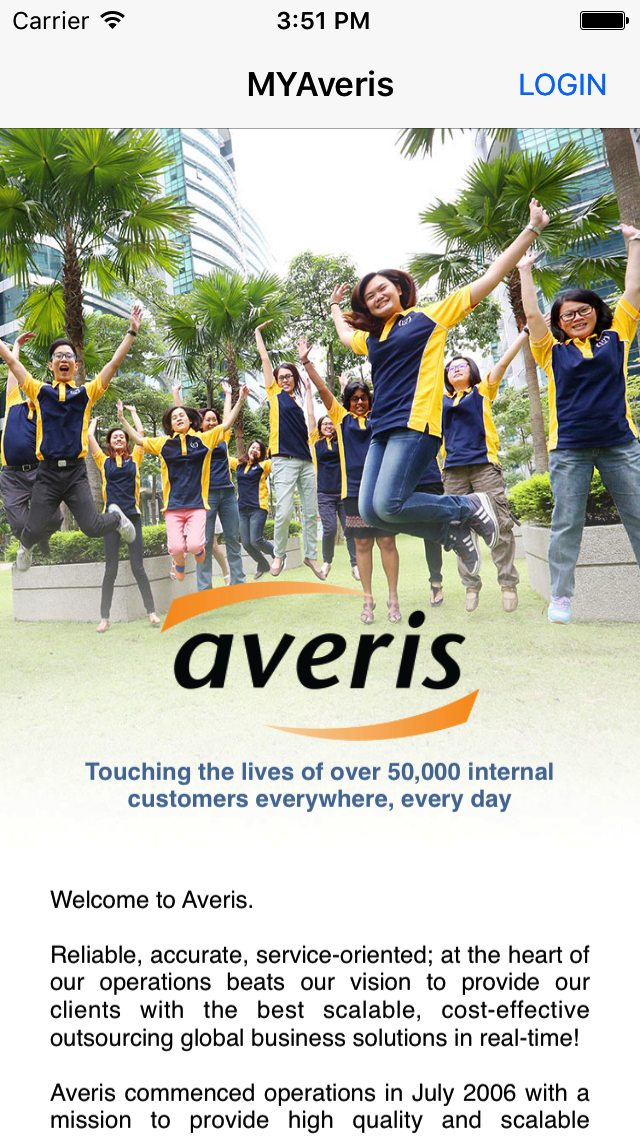 Carrier 3:51 PM
MYAveris LOGIN
averis
Touching the lives of over 50,000 internal
customers everywhere, every day
Welcome to Averis.
Reliable, accurate, service-oriented; at the heart of
our operations beats our vision to provide our
clients with the best scalable, cost-effective
outsourcing global business solutions in real-time!
Averis commenced operations in July 2006 with a
mission to provide high quality and scalable